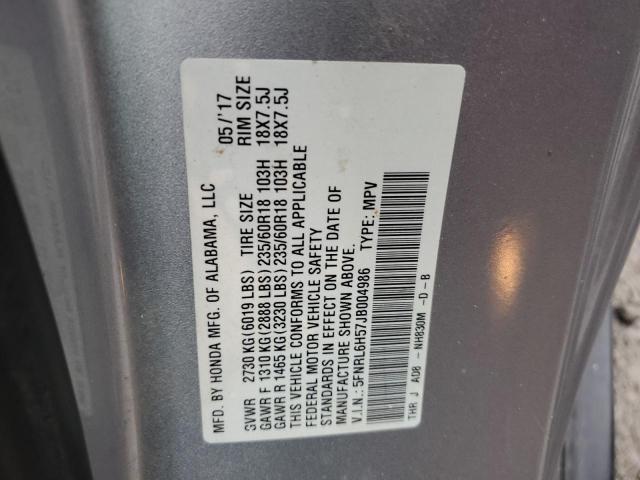 MFD. BY HONDA MFG. OF ALABAMA, LLC 05/'17
GVWR 2730 KG(6019 LBS) TIRE SIZE RIM SIZE
GAWR F 1310 KG(2888 LBS)235/60R18 103H 18X7.5J
GAWR R 1465 KG(3230 LBS)235/60R18 103H 18X7.5J
THIS VEHICLE CONFORMS TO ALL APPLICABLE
FEDERAL MOTOR VEHICLE SAFETY
STANDARDS IN EFFECT ON THE DATE OF
MANUFACTURE SHOWN ABOVE.
V.I.N.: 5FNRL6H57JB004986 TYPE: MPV
THR J AD8 - NH830M -D-B